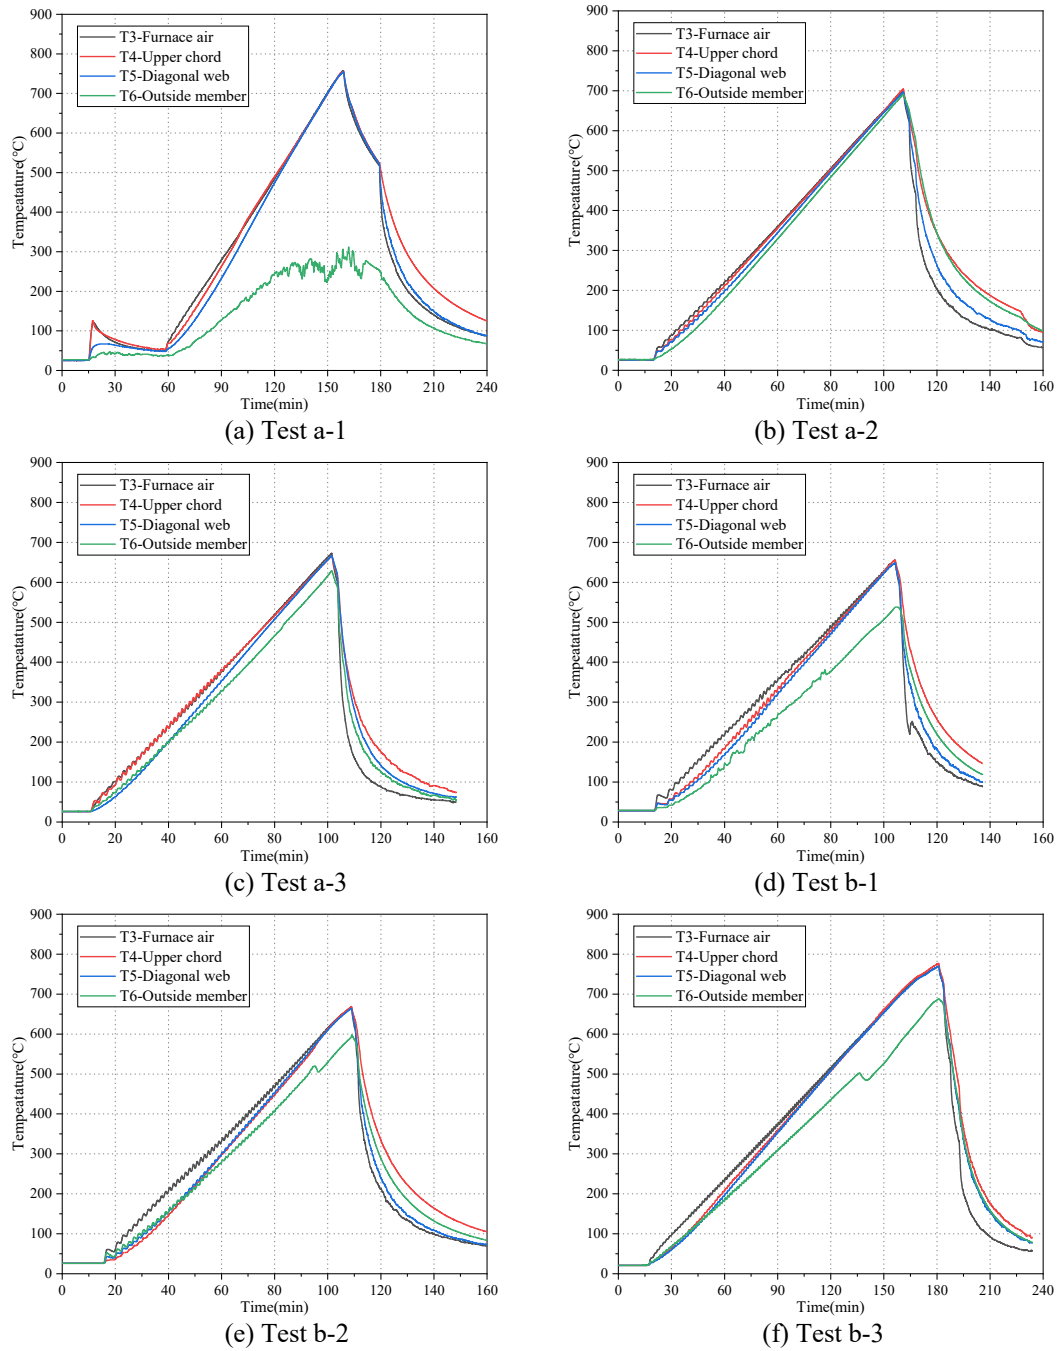 900
800
700
600
500
400
300
200
100
0
Tempeatature(°C)
T3-Furnace air
T4-Upper chord
T5-Diagonal web
T6-Outside member
0 30 60 90 120 150 180 210 240
Time(min)
(a) Test a-1
900
800
700
600
500
400
300
200
100
0
Tempeatature(°C)
T3-Furnace air
T4-Upper chord
T5-Diagonal web
T6-Outside member
0 20 40 60 80 100 120 140 160
Time(min)
(b) Test a-2
900
800
700
600
500
400
300
200
100
0
Tempeatature(°C)
T3-Furnace air
T4-Upper chord
T5-Diagonal web
T6-Outside member
0 20 40 60 80 100 120 140 160
Time(min)
(c) Test a-3
900
800
700
600
500
400
300
200
100
0
Tempeatature(°C)
T3-Furnace air
T4-Upper chord
T5-Diagonal web
T6-Outside member
0 20 40 60 80 100 120 140 160
Time(min)
(d) Test b-1
900
800
700
600
500
400
300
200
100
0
Tempeatature(°C)
T3-Furnace air
T4-Upper chord
T5-Diagonal web
T6-Outside member
0 20 40 60 80 100 120 140 160
Time(min)
(e) Test b-2
900
800
700
600
500
400
300
200
100
0
Tempeatature(°C)
T3-Furnace air
T4-Upper chord
T5-Diagonal web
T6-Outside member
0 30 60 90 120 150 180 210 240
Time(min)
(f) Test b-3